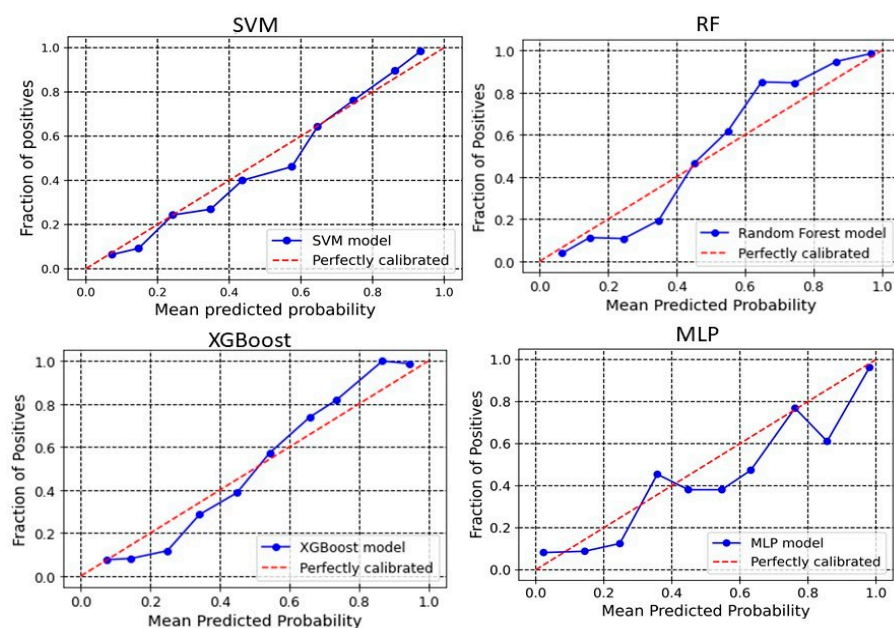 SVM
Fraction of positives
1.0
0.8
0.6
0.4
0.2
0.0
SVM model
Perfectly calibrated
0.0 0.2 0.4 0.6 0.8 1.0
Mean predicted probability
RF
Fraction of Positives
1.0
0.8
0.6
0.4
0.2
0.0
Random Forest model
Perfectly calibrated
0.0 0.2 0.4 0.6 0.8 1.0
Mean Predicted Probability
XGBoost
Fraction of Positives
1.0
0.8
0.6
0.4
0.2
0.0
XGBoost model
Perfectly calibrated
0.0 0.2 0.4 0.6 0.8 1.0
Mean Predicted Probability
MLP
Fraction of Positives
1.0
0.8
0.6
0.4
0.2
0.0
MLP model
Perfectly calibrated
0.0 0.2 0.4 0.6 0.8 1.0
Mean Predicted Probability